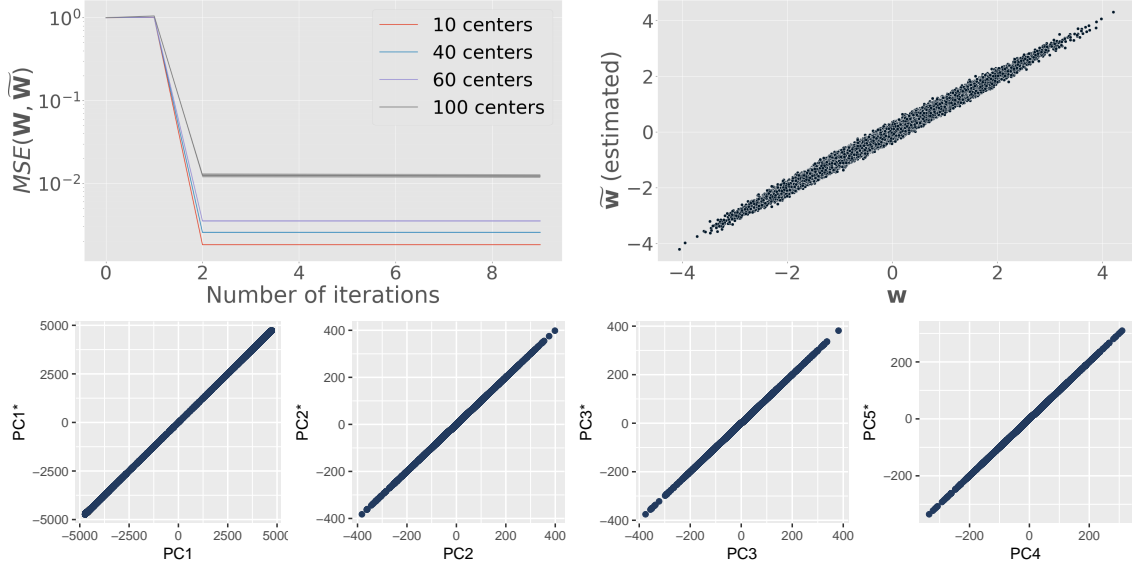 10⁰
10⁻¹
10⁻²
MSE(W, W̃)
10 centers
40 centers
60 centers
100 centers
0 2 4 6 8
Number of iterations
4
2
0
−2
−4
w̃ (estimated)
−4 −2 0 2 4
w
5000
2500
0
−2500
−5000
PC1*
−5000 −2500 0 2500 5000
PC1
400
200
0
−200
−400
PC2*
−400 −200 0 200 400
PC2
400
200
0
−200
−400
PC3*
−400 −200 0 200 400
PC3
200
0
−200
PC5*
−200 0 200
PC4